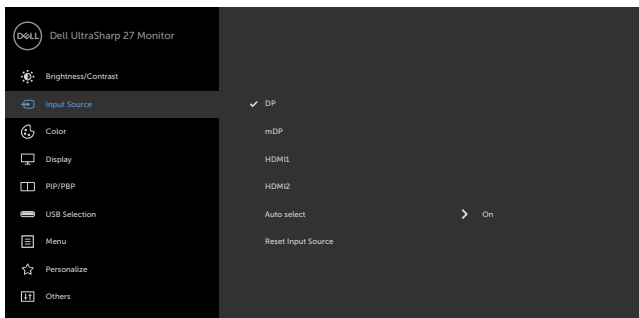 DELL
Dell UltraSharp 27 Monitor
Brightness/Contrast
Input Source
DP
Color
mDP
Display
HDMI1
PIP/PBP
HDMI2
USB Selection
Auto select
On
Menu
Reset Input Source
Personalize
Others